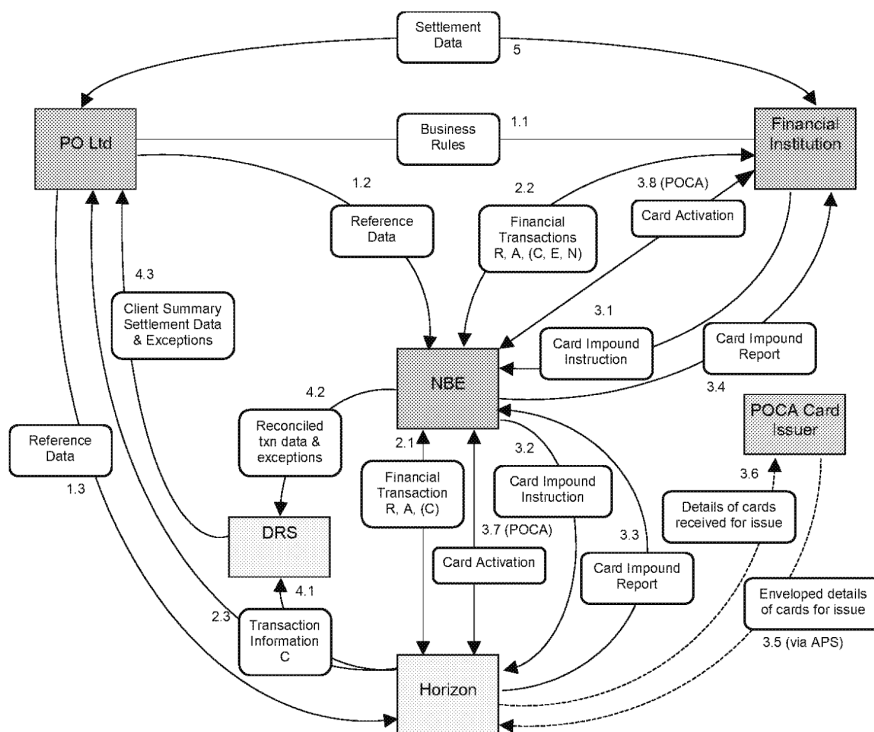 Settlement
Data
5
PO Ltd
Business
Rules
1.1
Financial
Institution
1.2
2.2
3.8 (POCA)
Reference
Data
Financial
Transactions
R, A, (C, E, N)
Card Activation
4.3
Client Summary
Settlement Data
& Exceptions
3.1
Card Impound
Instruction
Card Impound
Report
3.4
NBE
4.2
POCA Card
Issuer
Reference
Data
1.3
Reconciled
txn data &
exceptions
2.1
Financial
Transaction
R, A, (C)
3.2
Card Impound
Instruction
3.6
Details of cards
received for issue
DRS
3.7 (POCA)
Card Activation
3.3
Card Impound
Report
4.1
2.3
Transaction
Information
C
Enveloped details
of cards for issue
3.5 (via APS)
Horizon